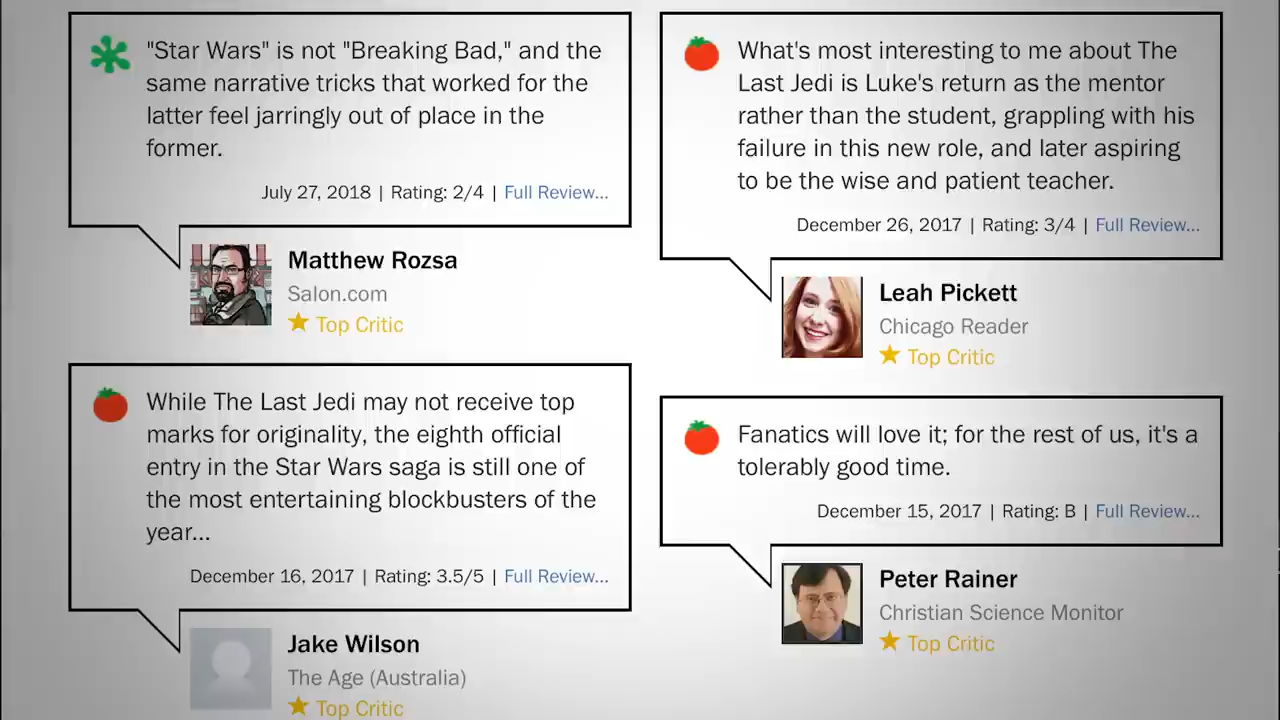 "Star Wars" is not "Breaking Bad," and the
same narrative tricks that worked for the
latter feel jarringly out of place in the
former.
July 27, 2018 | Rating: 2/4 | Full Review...
Matthew Rozsa
Salon.com
Top Critic
What's most interesting to me about The
Last Jedi is Luke's return as the mentor
rather than the student, grappling with his
failure in this new role, and later aspiring
to be the wise and patient teacher.
December 26, 2017 | Rating: 3/4 | Full Review...
Leah Pickett
Chicago Reader
Top Critic
While The Last Jedi may not receive top
marks for originality, the eighth official
entry in the Star Wars saga is still one of
the most entertaining blockbusters of the
year...
December 16, 2017 | Rating: 3.5/5 | Full Review...
Jake Wilson
The Age (Australia)
Top Critic
Fanatics will love it; for the rest of us, it's a
tolerably good time.
December 15, 2017 | Rating: B | Full Review...
Peter Rainer
Christian Science Monitor
Top Critic